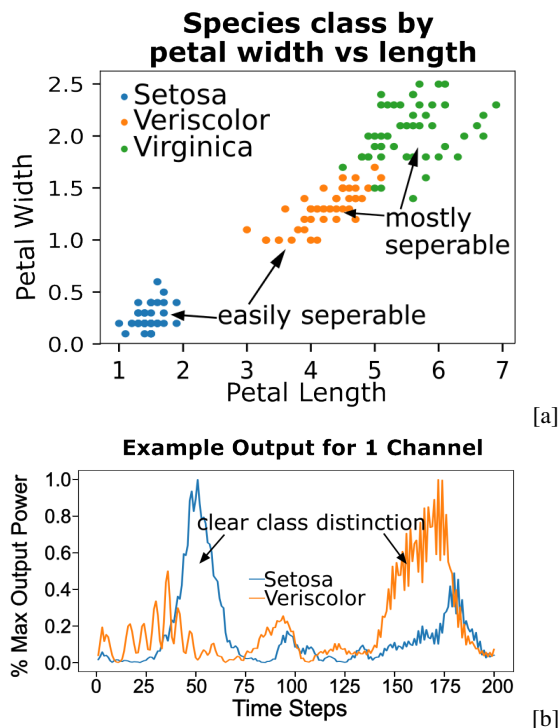 Species class by
petal width vs length
Petal Width
2.5
2.0
1.5
1.0
0.5
0.0
Setosa
Veriscolor
Virginica
mostly
seperable
easily seperable
1 2 3 4 5 6 7
Petal Length
[a]
Example Output for 1 Channel
% Max Output Power
1.0
0.8
0.6
0.4
0.2
0.0
clear class distinction
Setosa
Veriscolor
0 25 50 75 100 125 150 175 200
Time Steps
[b]